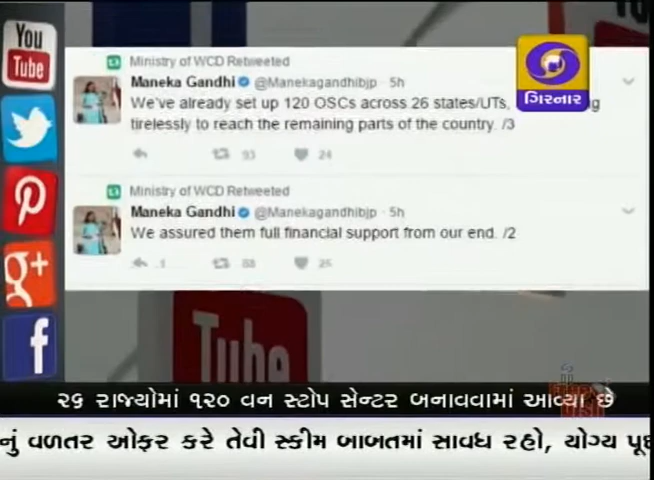 You
Tube
Ministry of WCD Retweeted
Maneka Gandhi @Manekagandhibjp · 5h
We've already set up 120 OSCs across 26 states/UTs,
tirelessly to reach the remaining parts of the country. /3
93 24
ગિરનાર
Ministry of WCD Retweeted
Maneka Gandhi @Manekagandhibjp · 5h
We assured them full financial support from our end. /2
1 68 25
g+
f
Tube
૨૬ રાજ્યોમાં ૧૨૦ વન સ્ટોપ સેન્ટર બનાવવામાં આવ્યા છે
નું વળતર ઓફર કરે તેવી સ્કીમ બાબતમાં સાવધ રહો, યોગ્ય